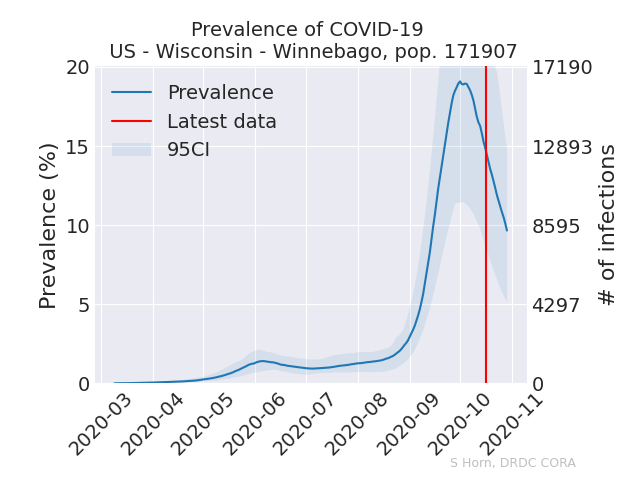 Prevalence of COVID-19
US - Wisconsin - Winnebago, pop. 171907
Prevalence
Latest data
95CI
Prevalence (%)
20
15
10
5
0
17190
12893
8595
4297
0
# of infections
2020-03
2020-04
2020-05
2020-06
2020-07
2020-08
2020-09
2020-10
2020-11
S Horn, DRDC CORA